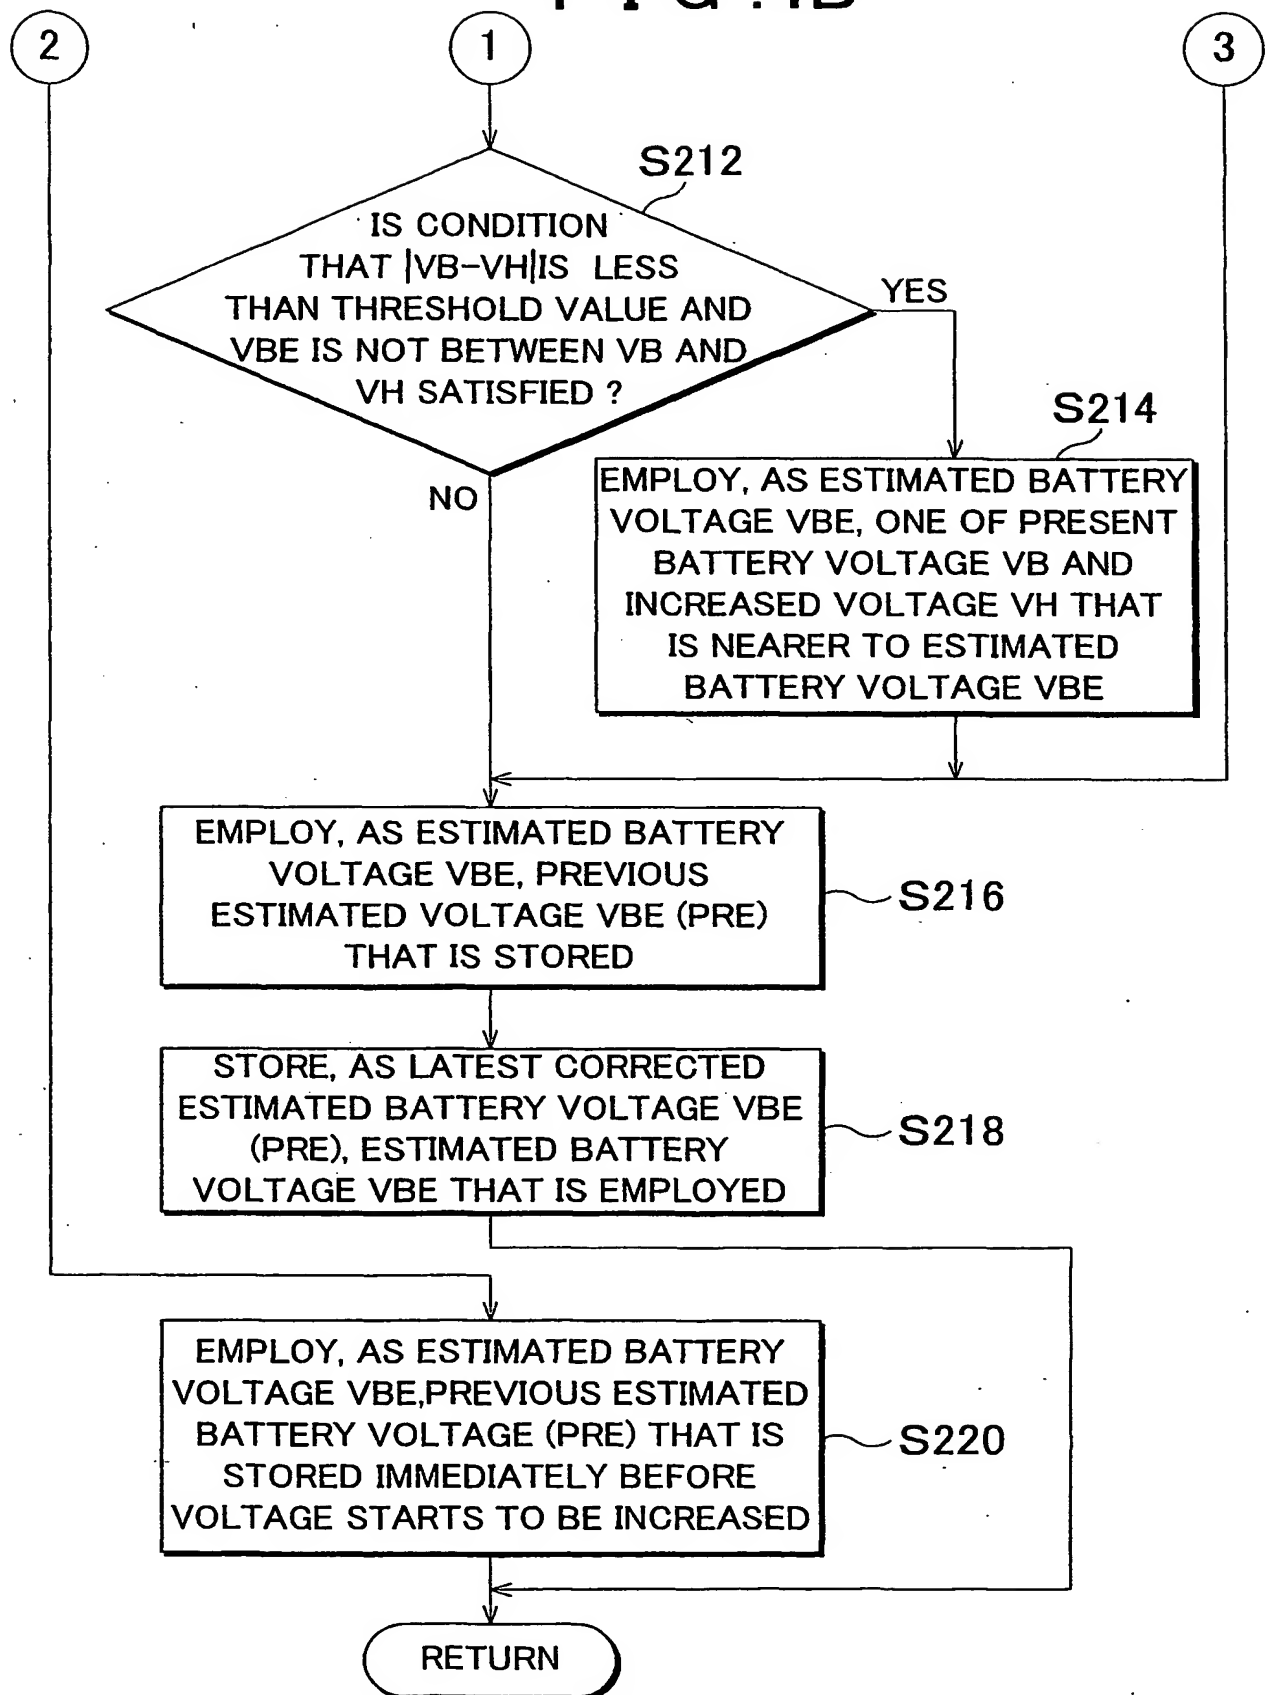 2
1
3
S212
IS CONDITION
THAT |VB-VH|IS LESS
THAN THRESHOLD VALUE AND
VBE IS NOT BETWEEN VB AND
VH SATISFIED ?
YES
NO
S214
EMPLOY, AS ESTIMATED BATTERY
VOLTAGE VBE, ONE OF PRESENT
BATTERY VOLTAGE VB AND
INCREASED VOLTAGE VH THAT
IS NEARER TO ESTIMATED
BATTERY VOLTAGE VBE
EMPLOY, AS ESTIMATED BATTERY
VOLTAGE VBE, PREVIOUS
ESTIMATED VOLTAGE VBE (PRE)
THAT IS STORED
S216
STORE, AS LATEST CORRECTED
ESTIMATED BATTERY VOLTAGE VBE
(PRE), ESTIMATED BATTERY
VOLTAGE VBE THAT IS EMPLOYED
S218
EMPLOY, AS ESTIMATED BATTERY
VOLTAGE VBE,PREVIOUS ESTIMATED
BATTERY VOLTAGE (PRE) THAT IS
STORED IMMEDIATELY BEFORE
VOLTAGE STARTS TO BE INCREASED
S220
RETURN